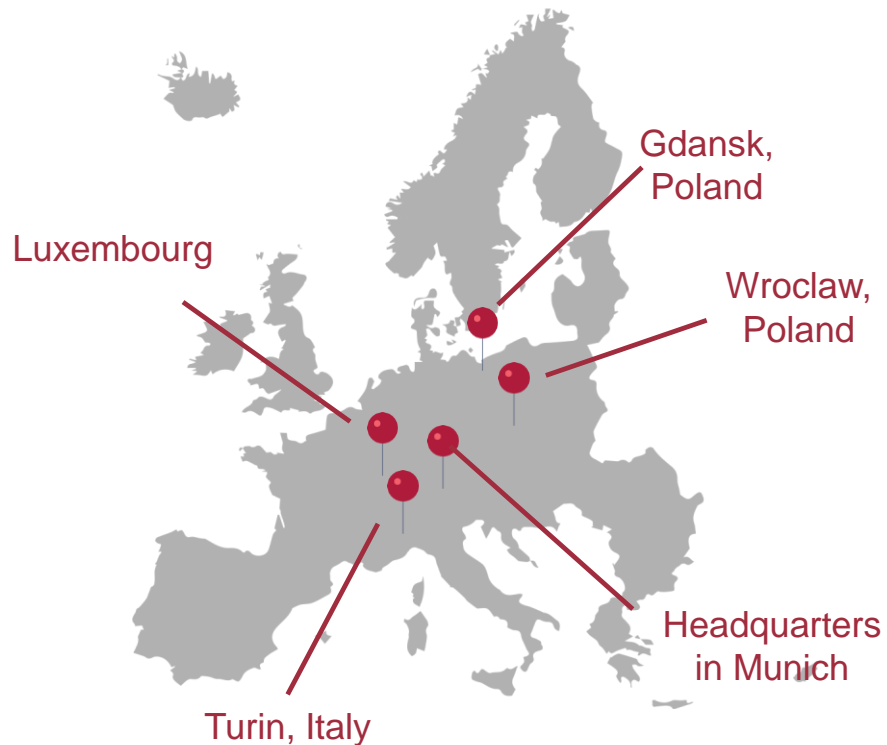 Gdansk,
Poland
Luxembourg
Wroclaw,
Poland
Headquarters
in Munich
Turin, Italy